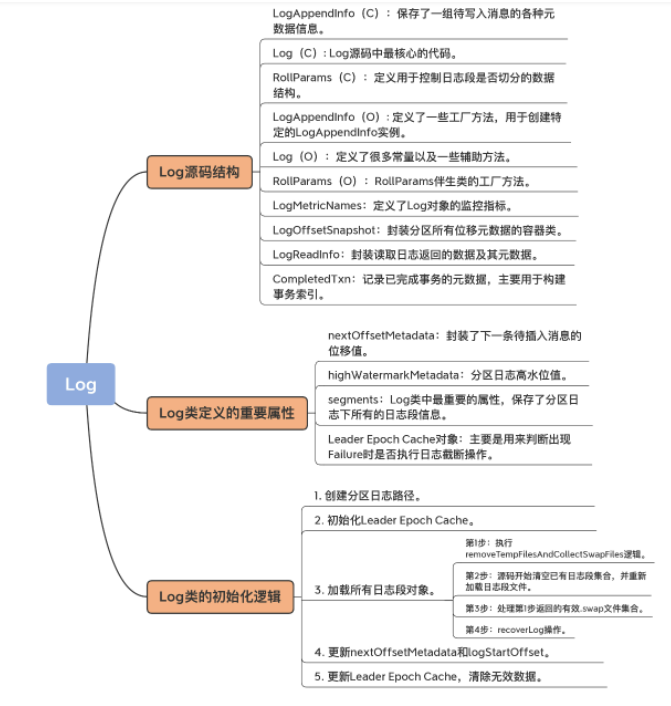 LogAppendInfo（C）：保存了一组待写入消息的各种元
数据信息。
Log（C）：Log源码中最核心的代码。
RollParams（C）：定义用于控制日志段是否切分的数据
结构。
LogAppendInfo（O）：定义了一些工厂方法，用于创建特
定的LogAppendInfo实例。
Log源码结构
Log（O）：定义了很多常量以及一些辅助方法。
RollParams（O）：RollParams伴生类的工厂方法。
LogMetricNames：定义了Log对象的监控指标。
LogOffsetSnapshot：封装分区所有位移元数据的容器类。
LogReadInfo：封装读取日志返回的数据及其元数据。
CompletedTxn：记录已完成事务的元数据，主要用于构建
事务索引。
Log
nextOffsetMetadata：封装了下一条待插入消息的
位移值。
highWatermarkMetadata：分区日志高水位值。
Log类定义的重要属性
segments：Log类中最重要的属性，保存了分区日
志下所有的日志段信息。
Leader Epoch Cache对象：主要是用来判断出现
Failure时是否执行日志截断操作。
Log类的初始化逻辑
1. 创建分区日志路径。
2. 初始化Leader Epoch Cache。
3. 加载所有日志段对象。
第1步：执行
removeTempFilesAndCollectSwapFiles逻辑。
第2步：源码开始清空已有日志段集合，并重新
加载日志段文件。
第3步：处理第1步返回的有效.swap文件集合。
第4步：recoverLog操作。
4. 更新nextOffsetMetadata和logStartOffset。
5. 更新Leader Epoch Cache，清除无效数据。